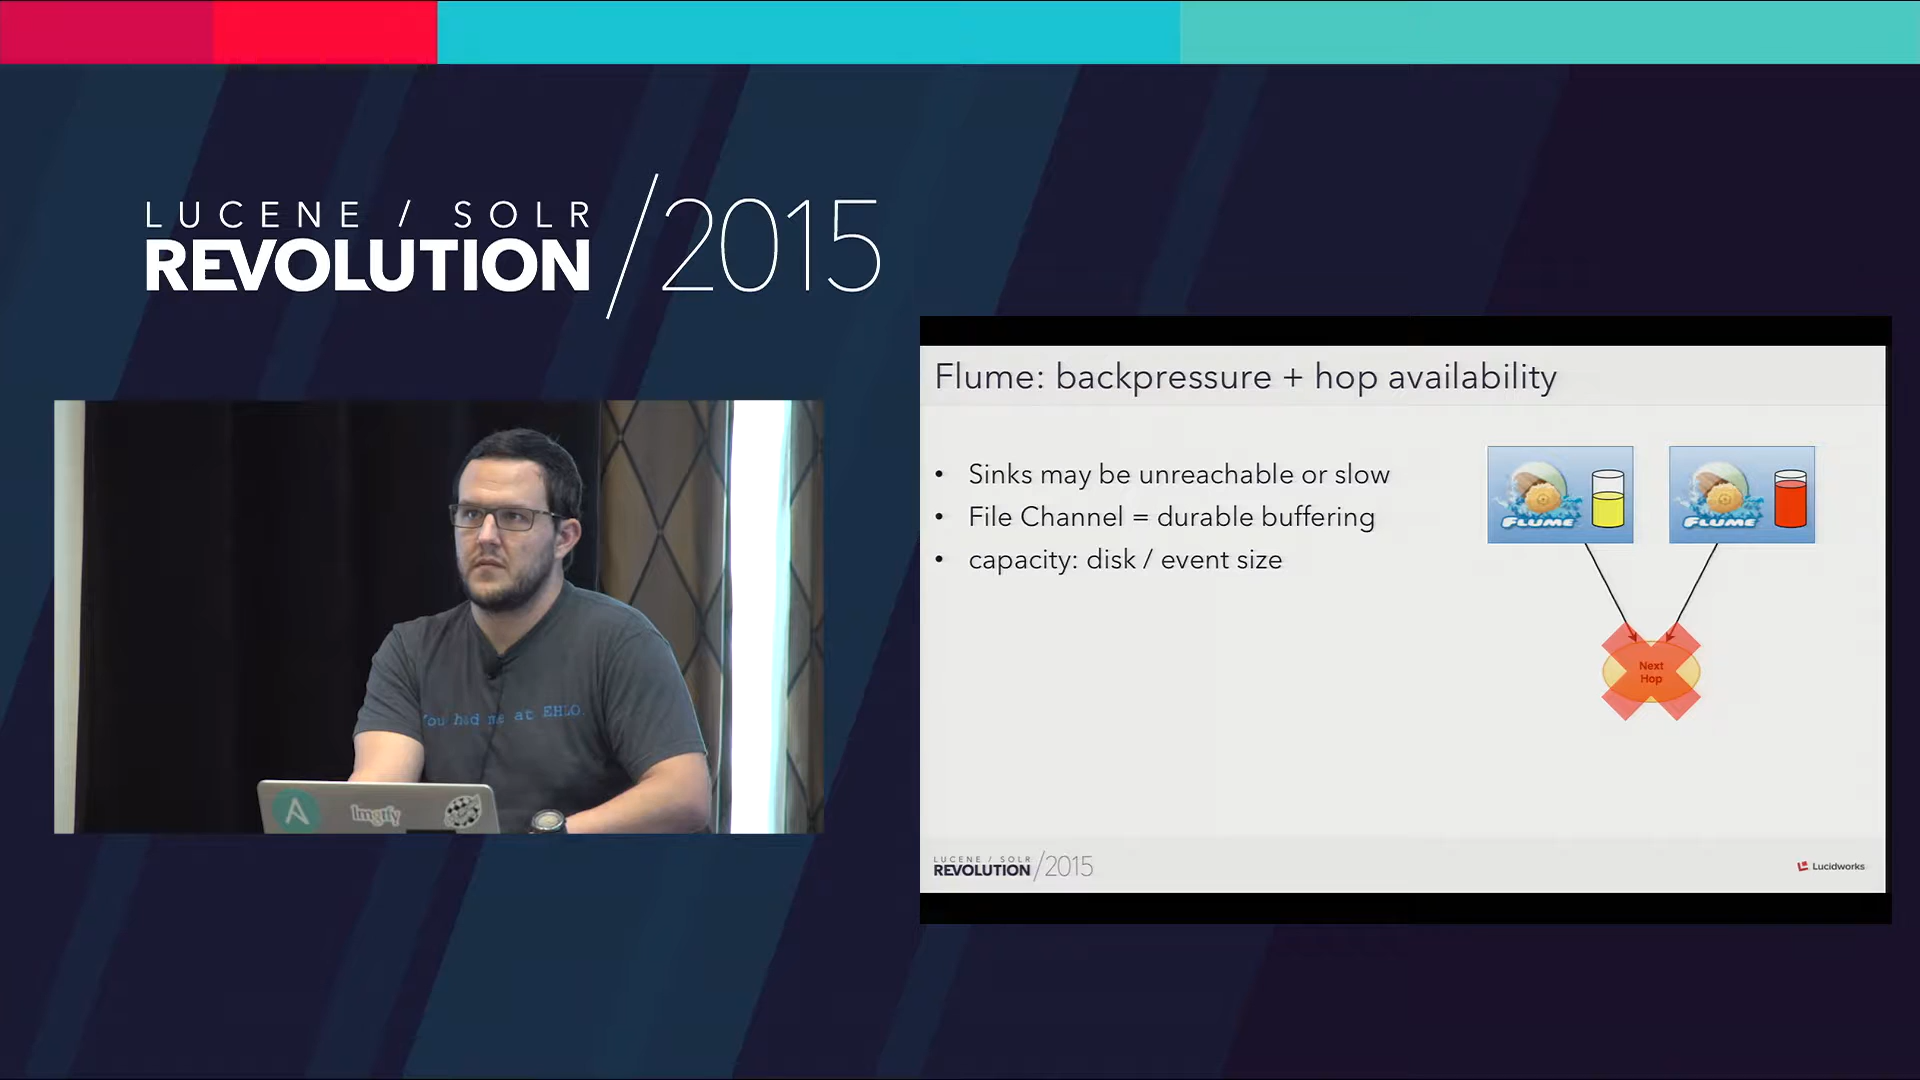 LUCENE / SOLR
REVOLUTION /2015
You had me at EHLO.
lmgtfy
Flume: backpressure + hop availability
• Sinks may be unreachable or slow
• File Channel = durable buffering
• capacity: disk / event size
FLUME
FLUME
Next
Hop
LUCENE / SOLR
REVOLUTION /2015
Lucidworks